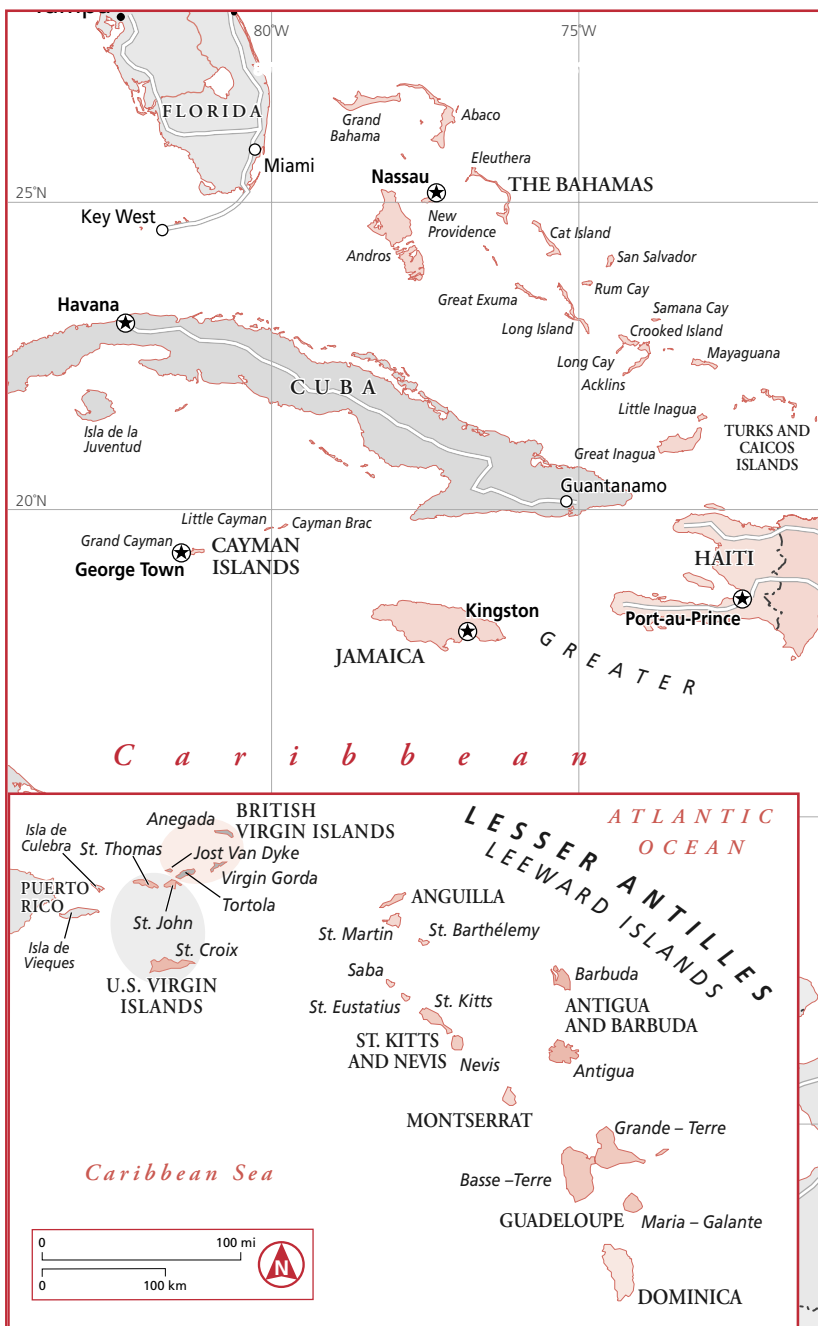 80°W
75°W
FLORIDA
Miami
Key West
Grand
Bahama
Abaco
Eleuthera
Nassau
THE BAHAMAS
25°N
New
Providence
Cat Island
Andros
San Salvador
Rum Cay
Great Exuma
Samana Cay
Long Island
Crooked Island
Havana
Long Cay
Mayaguana
Acklins
CUBA
Little Inagua
TURKS AND
CAICOS
ISLANDS
Isla de la
Juventud
Great Inagua
Guantanamo
20°N
Little Cayman
Cayman Brac
Grand Cayman
CAYMAN
ISLANDS
George Town
HAITI
Kingston
Port-au-Prince
JAMAICA
GREATER
Caribbean
Anegada
BRITISH
VIRGIN ISLANDS
Isla de
Culebra
St. Thomas
Jost Van Dyke
Virgin Gorda
Tortola
PUERTO
RICO
St. John
Isla de
Vieques
St. Croix
U.S. VIRGIN
ISLANDS
LESSER ANTILLES
LEEWARD ISLANDS
ATLANTIC
OCEAN
ANGUILLA
St. Martin
St. Barthélemy
Saba
Barbuda
St. Eustatius
St. Kitts
ANTIGUA
AND BARBUDA
ST. KITTS
AND NEVIS
Nevis
Antigua
MONTSERRAT
Grande – Terre
Caribbean Sea
Basse –Terre
GUADELOUPE
Maria – Galante
DOMINICA
0 100 mi
0 100 km
N